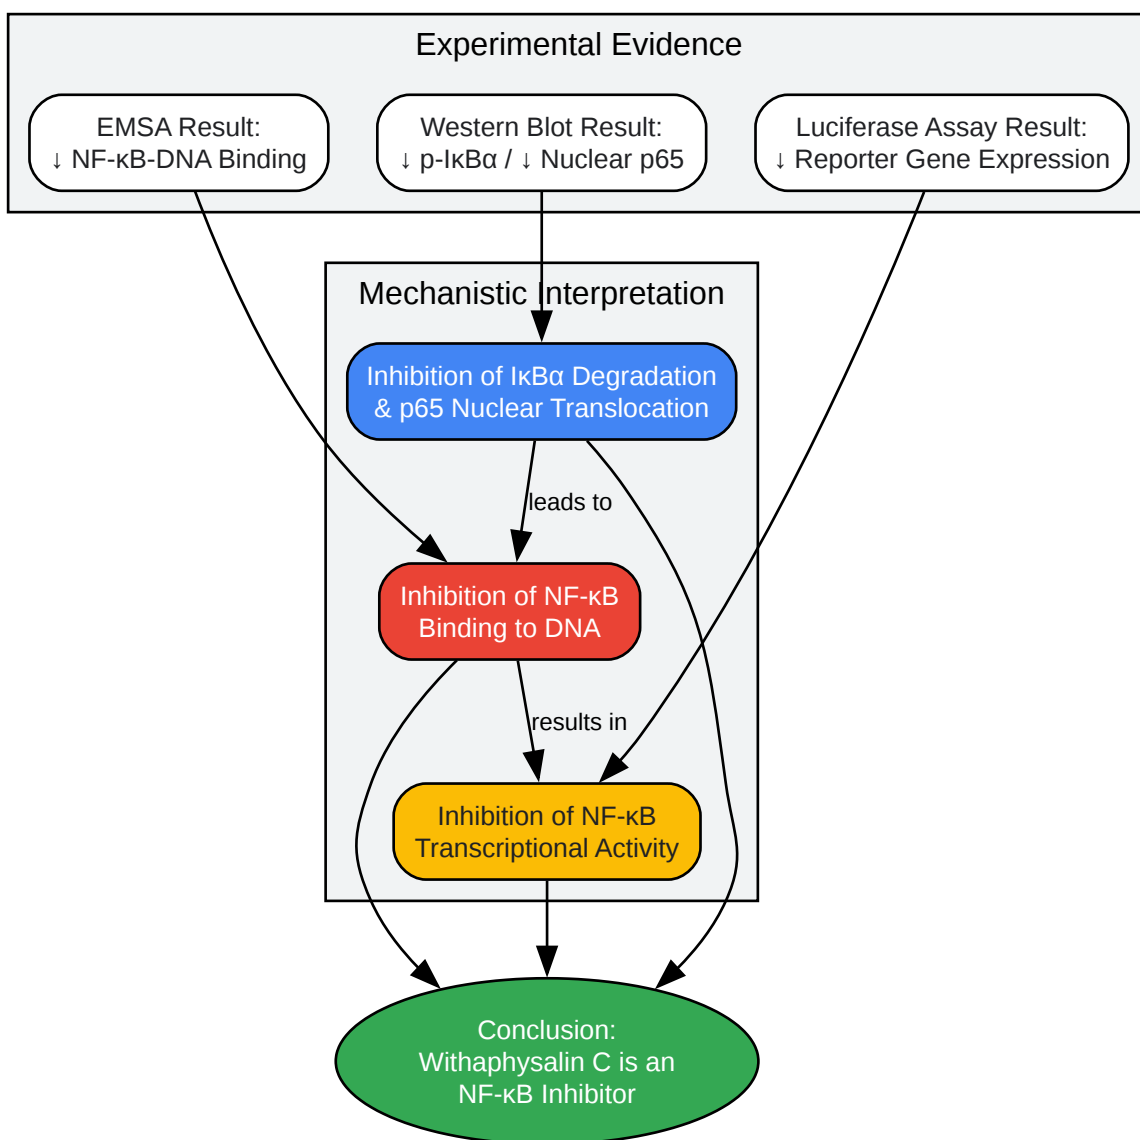 Experimental Evidence
EMSA Result:
↓ NF-κB-DNA Binding
Western Blot Result:
↓ p-IκBα / ↓ Nuclear p65
Luciferase Assay Result:
↓ Reporter Gene Expression
Mechanistic Interpretation
Inhibition of IκBα Degradation
& p65 Nuclear Translocation
leads to
Inhibition of NF-κB
Binding to DNA
results in
Inhibition of NF-κB
Transcriptional Activity
Conclusion:
Withaphysalin C is an
NF-κB Inhibitor